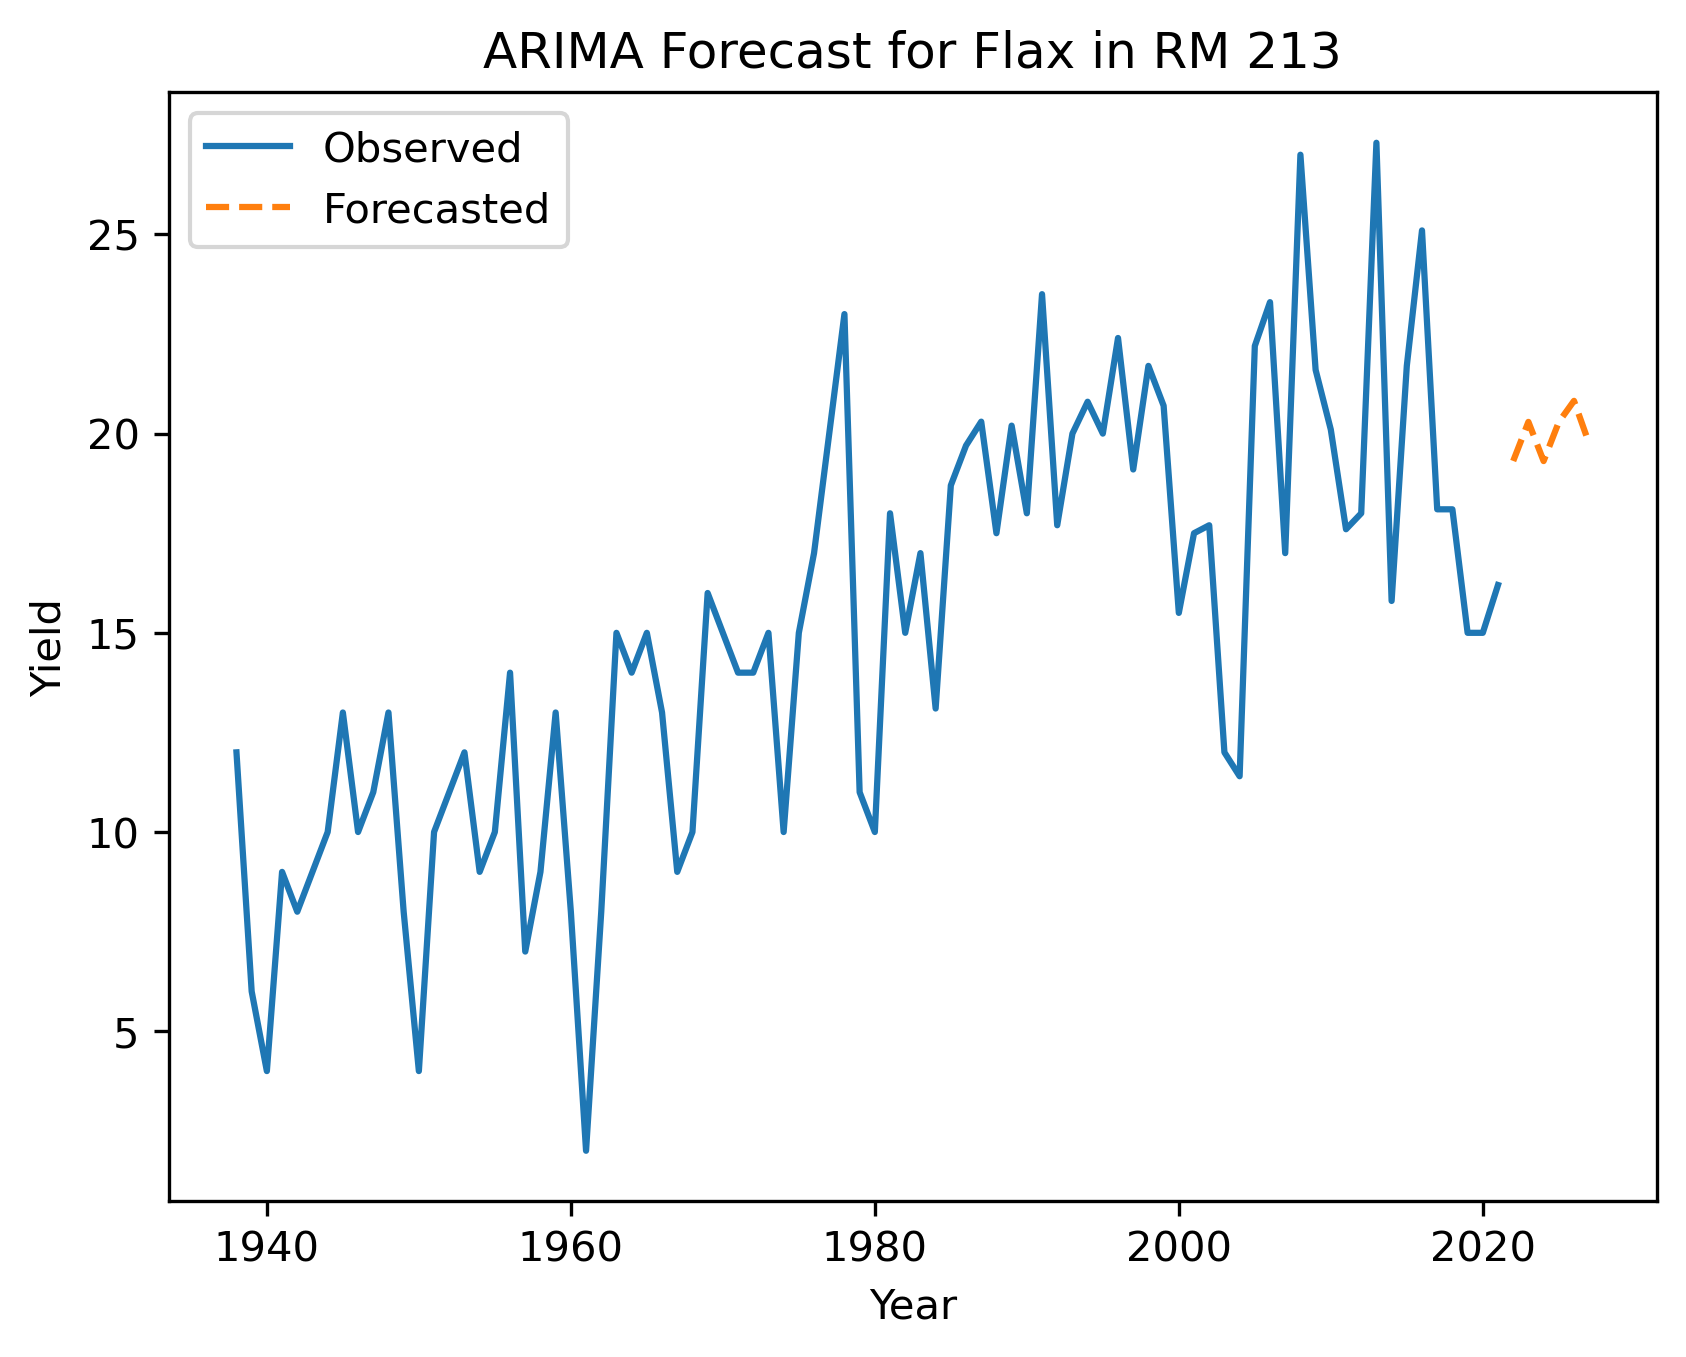 ARIMA Forecast for Flax in RM 213
Observed
Forecasted
25
20
15
10
5
Yield
1940 1960 1980 2000 2020
Year